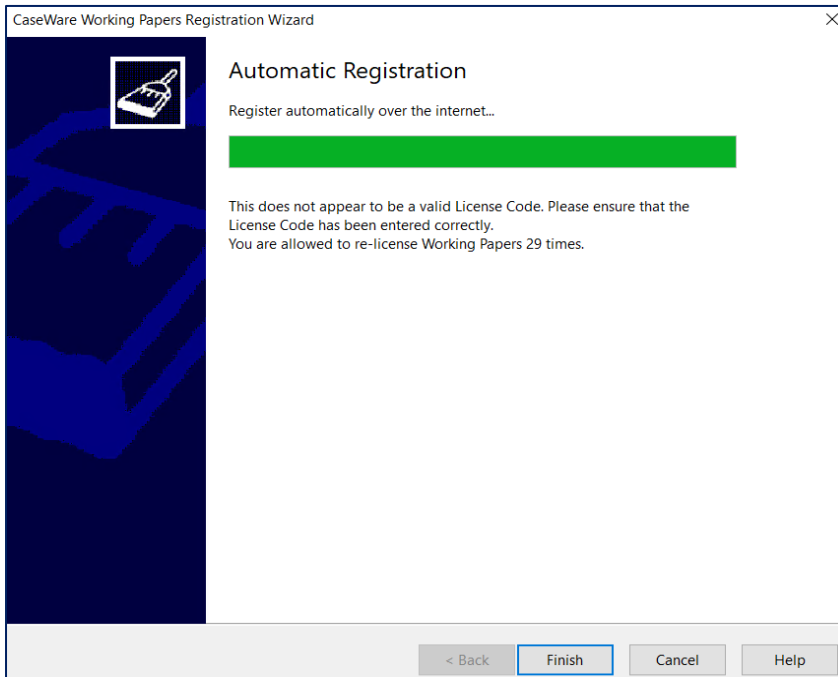 CaseWare Working Papers Registration Wizard
Automatic Registration
Register automatically over the internet...
This does not appear to be a valid License Code. Please ensure that the
License Code has been entered correctly.
You are allowed to re-license Working Papers 29 times.
< Back Finish Cancel Help